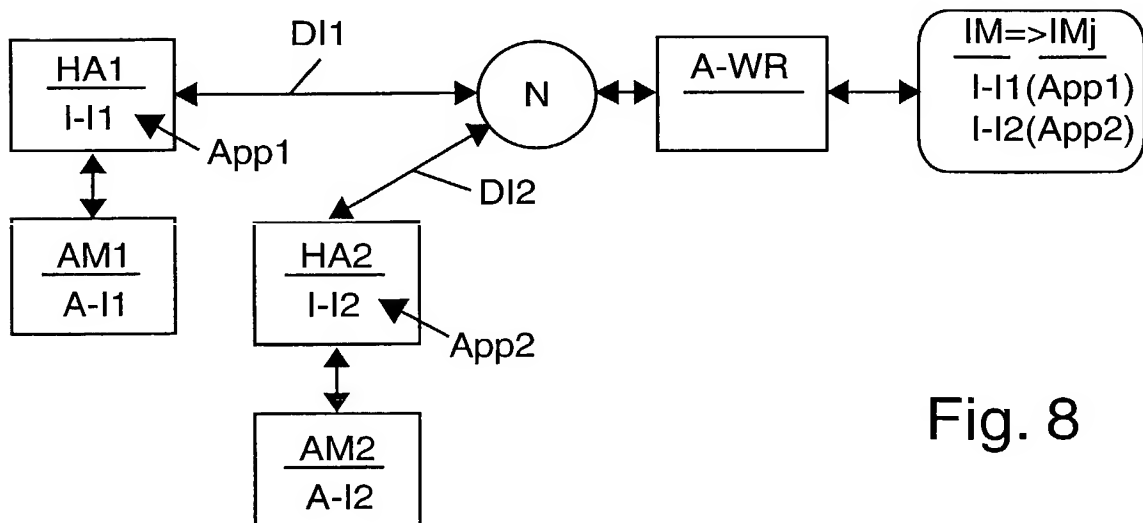 DI1
HA1
I-I1
App1
N
A-WR
IM=>IMj
I-I1(App1)
I-I2(App2)
AM1
A-I1
DI2
HA2
I-I2
App2
AM2
A-I2
Fig. 8